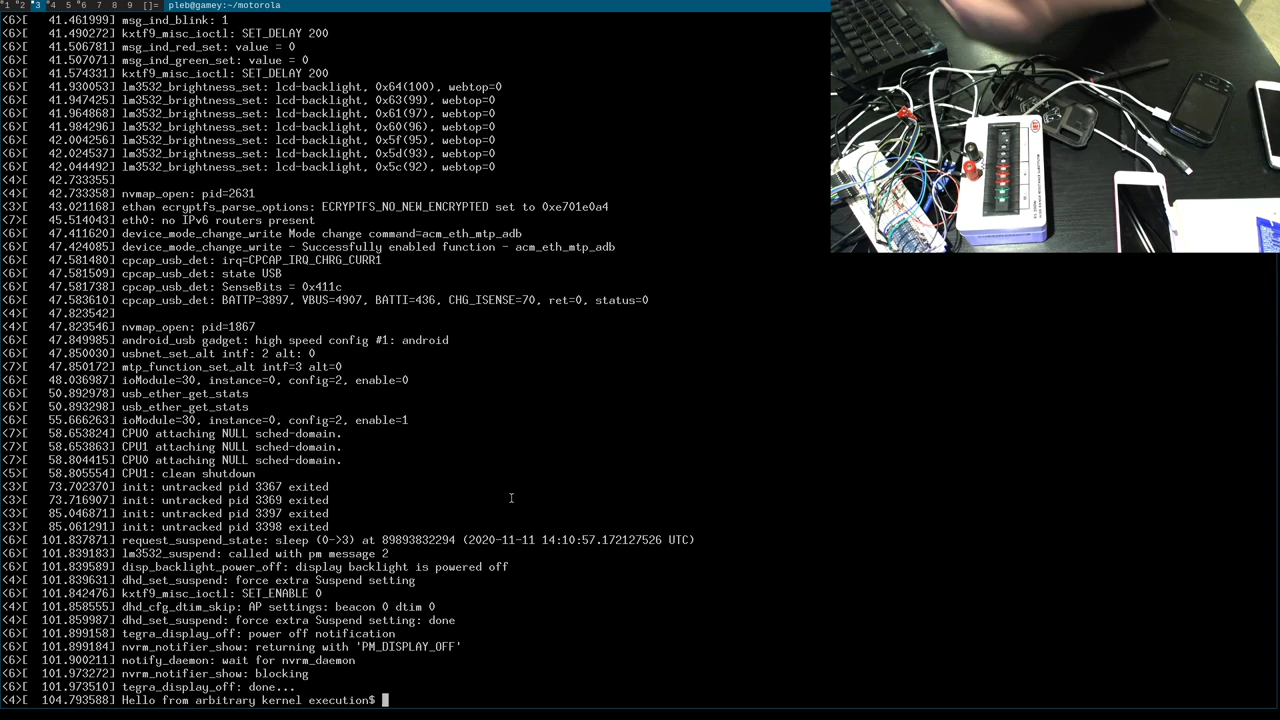 1 2 3 4 5 6 7 8 9 []= pleb@gamey:~/motorola
<6>[ 41.461999] msg_ind_blink: 1
<6>[ 41.490272] kxtf9_misc_ioctl: SET_DELAY 200
<6>[ 41.506781] msg_ind_red_set: value = 0
<6>[ 41.507071] msg_ind_green_set: value = 0
<6>[ 41.574331] kxtf9_misc_ioctl: SET_DELAY 200
<6>[ 41.930053] lm3532_brightness_set: lcd-backlight, 0x64(100), webtop=0
<6>[ 41.947425] lm3532_brightness_set: lcd-backlight, 0x63(99), webtop=0
<6>[ 41.964868] lm3532_brightness_set: lcd-backlight, 0x61(97), webtop=0
<6>[ 41.984296] lm3532_brightness_set: lcd-backlight, 0x60(96), webtop=0
<6>[ 42.004256] lm3532_brightness_set: lcd-backlight, 0x5f(95), webtop=0
<6>[ 42.024537] lm3532_brightness_set: lcd-backlight, 0x5d(93), webtop=0
<6>[ 42.044492] lm3532_brightness_set: lcd-backlight, 0x5c(92), webtop=0
<4>[ 42.733355]
<4>[ 42.733358] nvmap_open: pid=2631
<3>[ 43.021168] ethan ecryptfs_parse_options: ECRYPTFS_NO_NEW_ENCRYPTED set to 0xe701e0a4
<7>[ 45.514043] eth0: no IPv6 routers present
<6>[ 47.411620] device_mode_change_write Mode change command=acm_eth_mtp_adb
<6>[ 47.424085] device_mode_change_write - Successfully enabled function - acm_eth_mtp_adb
<6>[ 47.581480] cpcap_usb_det: irq=CPCAP_IRQ_CHRG_CURR1
<6>[ 47.581509] cpcap_usb_det: state USB
<6>[ 47.581738] cpcap_usb_det: SenseBits = 0x411c
<6>[ 47.583610] cpcap_usb_det: BATTP=3897, VBUS=4907, BATTI=436, CHG_ISENSE=70, ret=0, status=0
<4>[ 47.823542]
<4>[ 47.823546] nvmap_open: pid=1867
<6>[ 47.849985] android_usb gadget: high speed config #1: android
<6>[ 47.850030] usbnet_set_alt intf: 2 alt: 0
<7>[ 47.850172] mtp_function_set_alt intf=3 alt=0
<6>[ 48.036987] ioModule=30, instance=0, config=2, enable=0
<6>[ 50.892978] usb_ether_get_stats
<6>[ 50.893298] usb_ether_get_stats
<6>[ 55.666263] ioModule=30, instance=0, config=2, enable=1
<7>[ 58.653824] CPU0 attaching NULL sched-domain.
<7>[ 58.653863] CPU1 attaching NULL sched-domain.
<7>[ 58.804415] CPU0 attaching NULL sched-domain.
<5>[ 58.805554] CPU1: clean shutdown
<3>[ 73.702370] init: untracked pid 3367 exited
<3>[ 73.716907] init: untracked pid 3369 exited
<3>[ 85.046871] init: untracked pid 3397 exited
<3>[ 85.061291] init: untracked pid 3398 exited
<6>[ 101.837871] request_suspend_state: sleep (0->3) at 89893832294 (2020-11-11 14:10:57.172127526 UTC)
<6>[ 101.839183] lm3532_suspend: called with pm message 2
<6>[ 101.839589] disp_backlight_power_off: display backlight is powered off
<4>[ 101.839631] dhd_set_suspend: force extra Suspend setting
<6>[ 101.842476] kxtf9_misc_ioctl: SET_ENABLE 0
<4>[ 101.858555] dhd_cfg_dtim_skip: AP settings: beacon 0 dtim 0
<4>[ 101.859987] dhd_set_suspend: force extra Suspend setting: done
<6>[ 101.899158] tegra_display_off: power off notification
<6>[ 101.899184] nvrm_notifier_show: returning with 'PM_DISPLAY_OFF'
<6>[ 101.900211] notify_daemon: wait for nvrm_daemon
<6>[ 101.973272] nvrm_notifier_show: blocking
<6>[ 101.973510] tegra_display_off: done...
<4>[ 104.793588] Hello from arbitrary kernel execution$